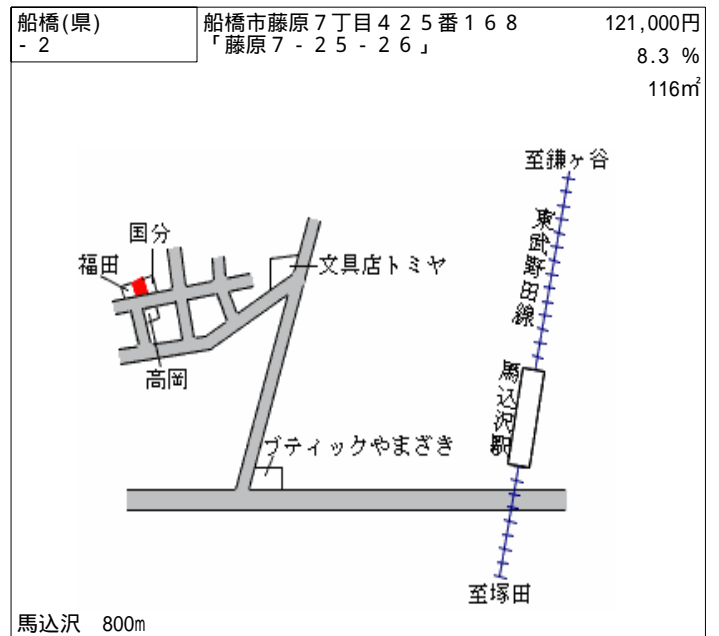 船橋(県)
- 2
船橋市藤原７丁目４２５番１６８
「藤原７‐２５‐２６」
121,000円
8.3 %
116㎡
至鎌ヶ谷
東武野田線
国分
福田
文具店トミヤ
高岡
馬込沢駅
ブティックやまざき
至塚田
馬込沢 800m